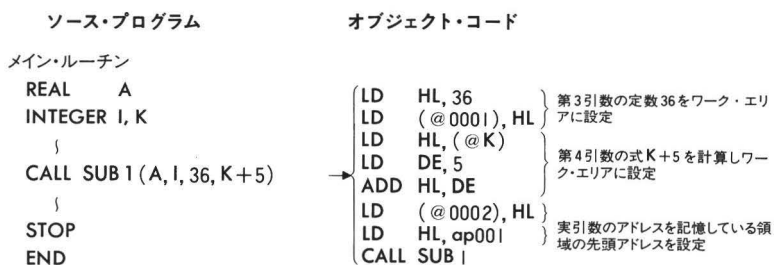 ソース・プログラム
オブジェクト・コード
メイン・ルーチン
REAL A
INTEGER I, K
CALL SUB1(A, I, 36, K+5)
STOP
END
LD HL, 36
LD (@0001), HL
LD HL, (@K)
LD DE, 5
ADD HL, DE
LD (@0002), HL
LD HL, ap001
CALL SUB1
第3引数の定数36をワーク・エリ
アに設定
第4引数の式K+5を計算しワー
ク・エリアに設定
実引数のアドレスを記憶している領
域の先頭アドレスを設定